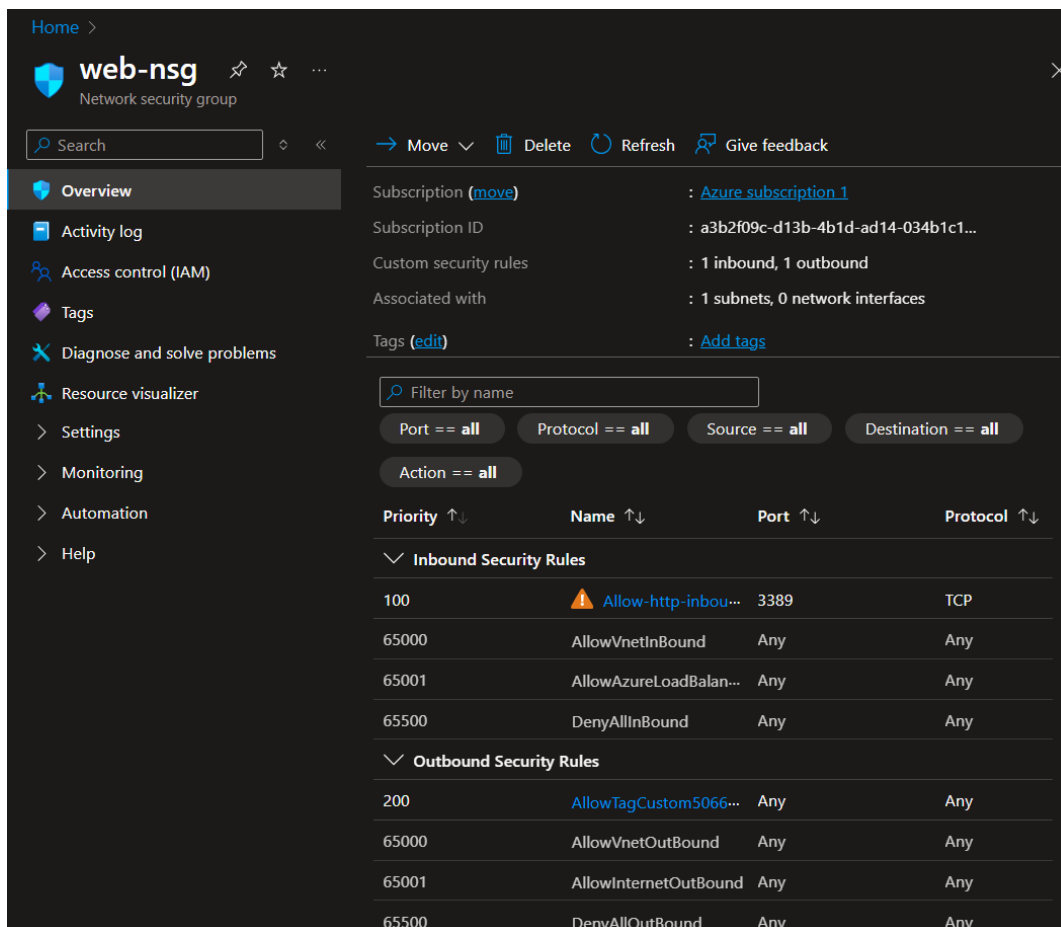 Home >
web-nsg ...
Network security group
Search
Overview
Activity log
Access control (IAM)
Tags
Diagnose and solve problems
Resource visualizer
Settings
Monitoring
Automation
Help
Move Delete Refresh Give feedback
Subscription (move) : Azure subscription 1
Subscription ID : a3b2f09c-d13b-4b1d-ad14-034b1c1...
Custom security rules : 1 inbound, 1 outbound
Associated with : 1 subnets, 0 network interfaces
Tags (edit) : Add tags
Filter by name
Port == all Protocol == all Source == all Destination == all
Action == all
Priority ↑↓ Name ↑↓ Port ↑↓ Protocol ↑↓
Inbound Security Rules
100 Allow-http-inbou... 3389 TCP
65000 AllowVnetInBound Any Any
65001 AllowAzureLoadBalan... Any Any
65500 DenyAllInBound Any Any
Outbound Security Rules
200 AllowTagCustom5066... Any Any
65000 AllowVnetOutBound Any Any
65001 AllowInternetOutBound Any Any
65500 DenyAllOutBound Any Any